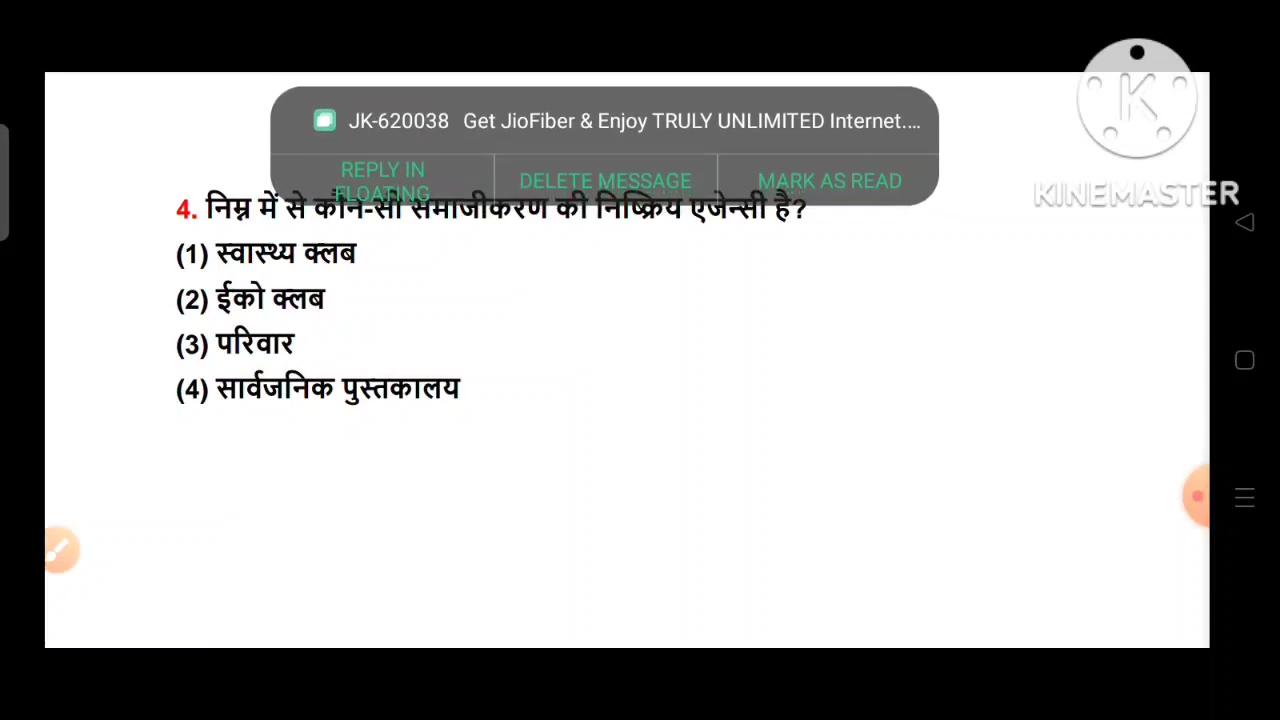 JK-620038 Get JioFiber & Enjoy TRULY UNLIMITED Internet....
REPLY IN
FLOATING
DELETE MESSAGE
MARK AS READ
KINEMASTER
4. निम्न में से कौन-सी समाजीकरण की निष्क्रिय एजेन्सी है?
(1) स्वास्थ्य क्लब
(2) ईको क्लब
(3) परिवार
(4) सार्वजनिक पुस्तकालय